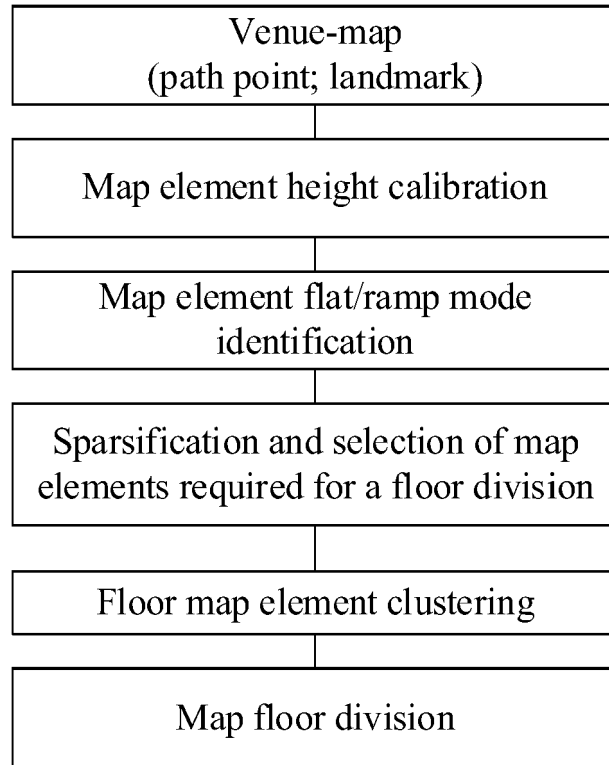 Venue-map
(path point; landmark)
Map element height calibration
Map element flat/ramp mode
identification
Sparsification and selection of map
elements required for a floor division
Floor map element clustering
Map floor division